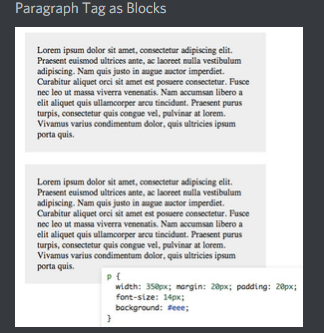 Paragraph Tag as Blocks
Lorem ipsum dolor sit amet, consectetur adipiscing elit.
Praesent euismod ultrices ante, ac laoreet nulla vestibulum
adipiscing. Nam quis justo in augue auctor imperdiet.
Curabitur aliquet orci sit amet est posuere consectetur. Fusce
nec leo ut massa viverra venenatis. Nam accumsan libero a
elit aliquet quis ullamcorper arcu tincidunt. Praesent purus
turpis, consectetur quis congue vel, pulvinar at lorem.
Vivamus varius condimentum dolor, quis ultricies ipsum
porta quis.
Lorem ipsum dolor sit amet, consectetur adipiscing elit.
Praesent euismod ultrices ante, ac laoreet nulla vestibulum
adipiscing. Nam quis justo in augue auctor imperdiet.
Curabitur aliquet orci sit amet est posuere consectetur. Fusce
nec leo ut massa viverra venenatis. Nam accumsan libero a
elit aliquet quis ullamcorper arcu tincidunt. Praesent purus
turpis, consectetur quis congue vel, pulvinar at lorem.
Vivamus varius condimentum dolor, quis ultricies ipsum
porta quis.
p {
width: 350px; margin: 20px; padding: 20px;
font-size: 14px;
background: #eee;
}